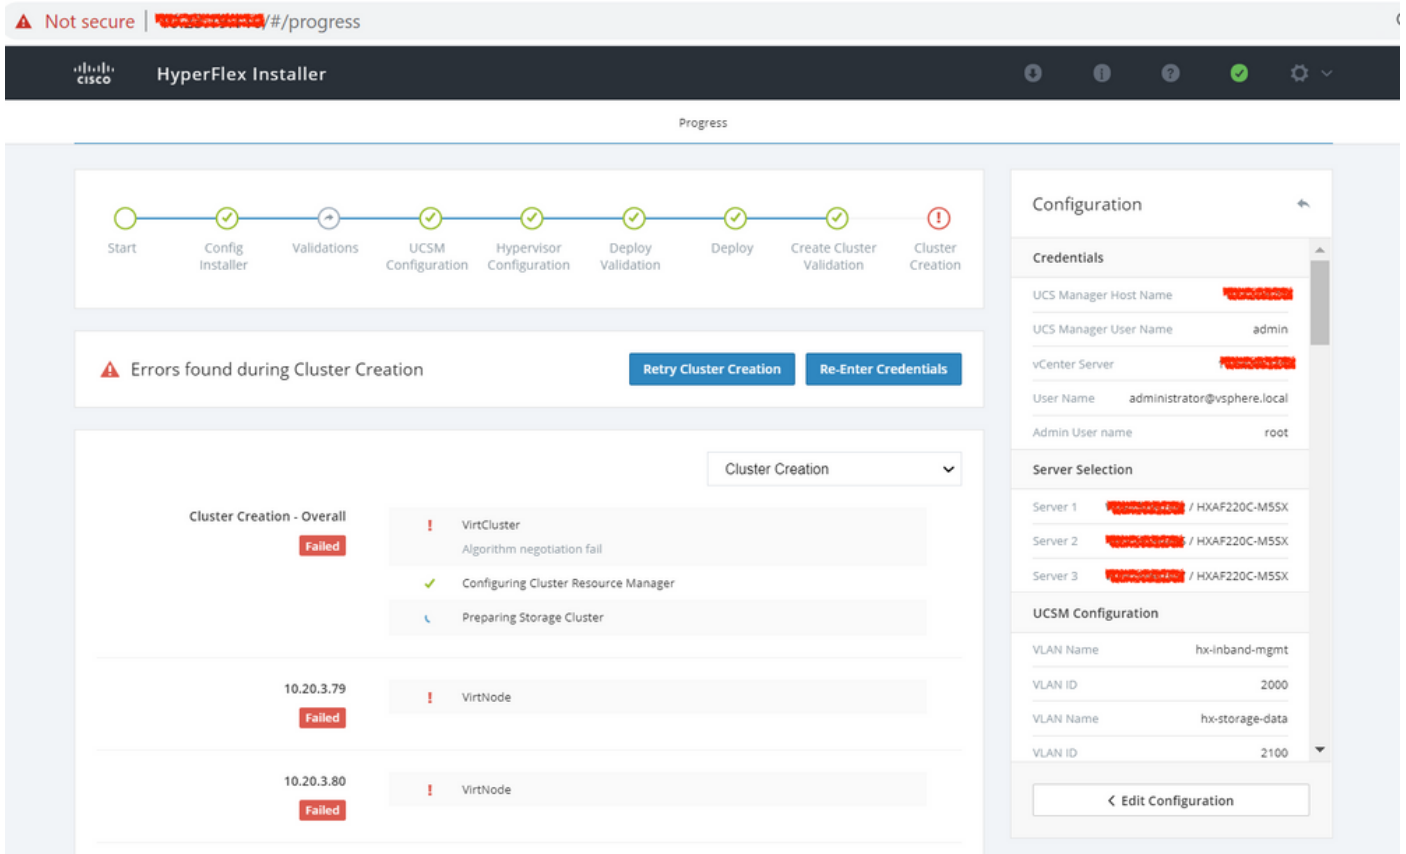 Not secure
/#/progress
cisco
HyperFlex Installer
Progress
Start
Config
Installer
Validations
UCSM
Configuration
Hypervisor
Configuration
Deploy
Validation
Deploy
Create Cluster
Validation
Cluster
Creation
Errors found during Cluster Creation
Retry Cluster Creation
Re-Enter Credentials
Cluster Creation
Cluster Creation - Overall
Failed
VirtCluster
Algorithm negotiation fail
Configuring Cluster Resource Manager
Preparing Storage Cluster
10.20.3.79
Failed
VirtNode
10.20.3.80
Failed
VirtNode
Configuration
Credentials
UCS Manager Host Name
UCS Manager User Name admin
vCenter Server
User Name administrator@vsphere.local
Admin User name root
Server Selection
Server 1 / HXAF220C-M5SX
Server 2 / HXAF220C-M5SX
Server 3 / HXAF220C-M5SX
UCSM Configuration
VLAN Name hx-inband-mgmt
VLAN ID 2000
VLAN Name hx-storage-data
VLAN ID 2100
< Edit Configuration